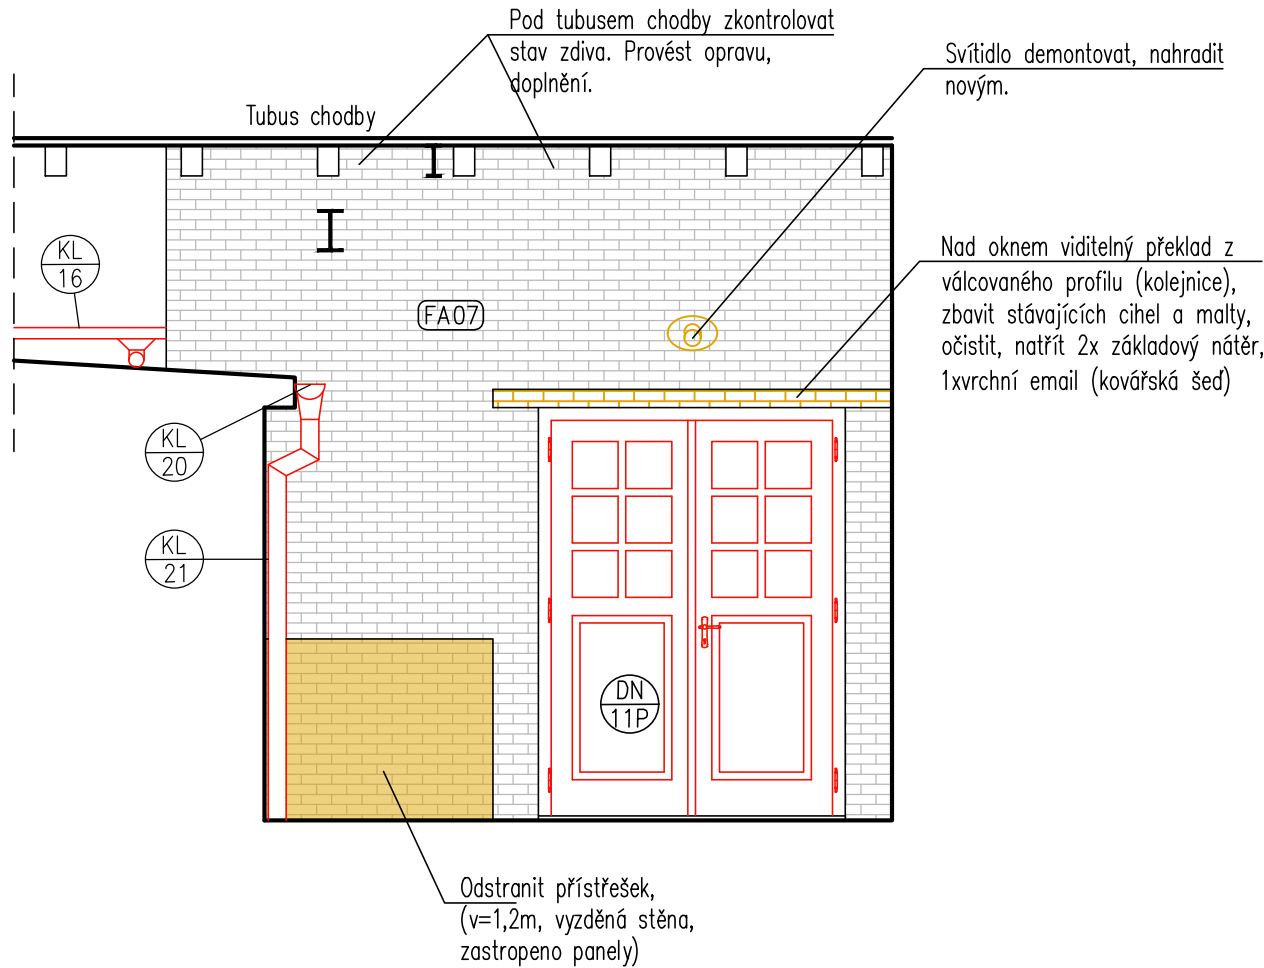 Pod tubusem chodby zkontrolovat
stav zdiva. Provést opravu,
doplnění.
Svítidlo demontovat, nahradit
novým.
Tubus chodby
Nad oknem viditelný překlad z
válcovaného profilu (kolejnice),
zbavit stávajících cihel a malty,
očistit, natřít 2x základový nátěr,
1xvrchní email (kovářská šeď)
KL
16
FA07
KL
20
KL
21
DN
11P
Odstranit přístřešek,
(v=1,2m, vyzděná stěna,
zastropeno panely)